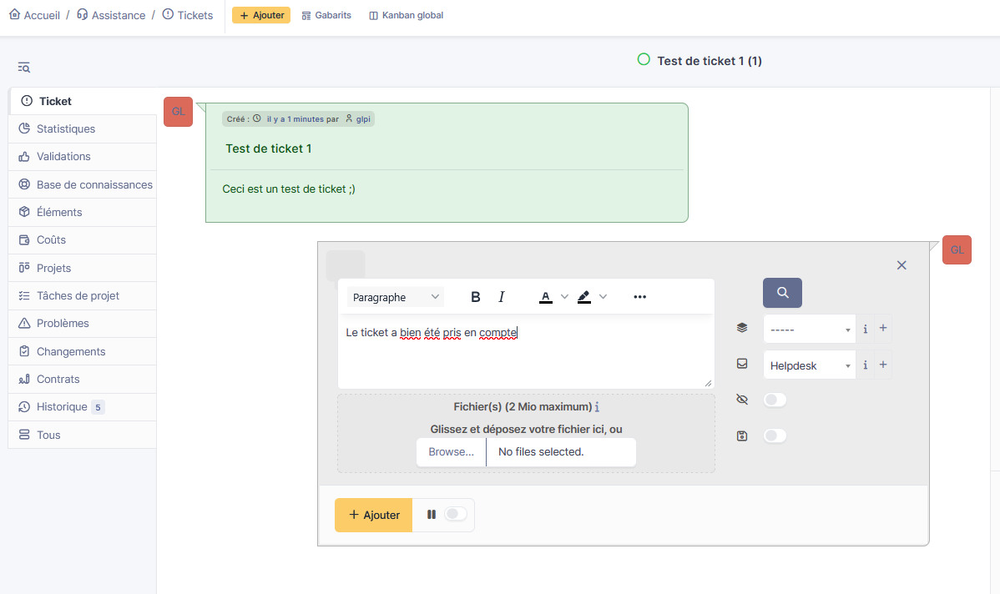 Accueil / Assistance / Tickets
+ Ajouter
Gabarits
Kanban global
Test de ticket 1 (1)
Ticket
Statistiques
Validations
Base de connaissances
Éléments
Coûts
Projets
Tâches de projet
Problèmes
Changements
Contrats
Historique 5
Tous
GL
Créé : il y a 1 minutes par glpi
Test de ticket 1
Ceci est un test de ticket ;)
GL
Paragraphe
B I A
Le ticket a bien été pris en compte
Fichier(s) (2 Mio maximum) i
Glissez et déposez votre fichier ici, ou
Browse... No files selected.
----- i +
Helpdesk i +
+ Ajouter